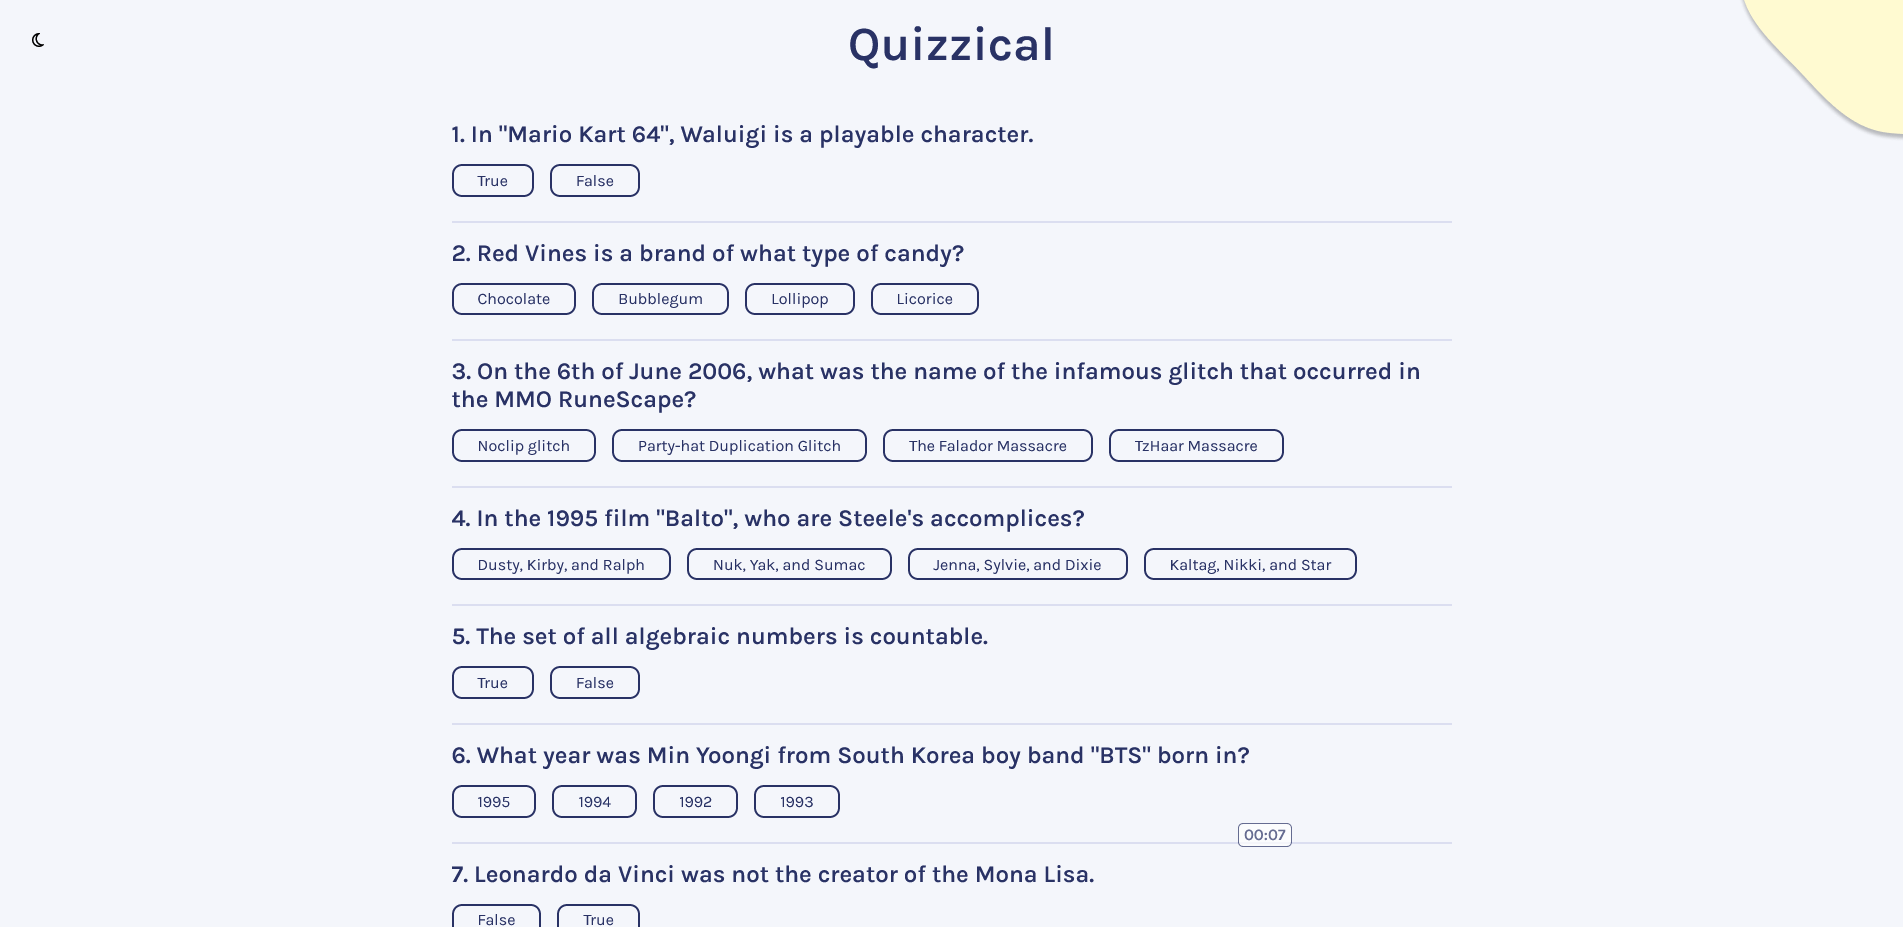 Quizzical
1. In "Mario Kart 64", Waluigi is a playable character.
True False
2. Red Vines is a brand of what type of candy?
Chocolate Bubblegum Lollipop Licorice
3. On the 6th of June 2006, what was the name of the infamous glitch that occurred in
the MMO RuneScape?
Noclip glitch Party-hat Duplication Glitch The Falador Massacre TzHaar Massacre
4. In the 1995 film "Balto", who are Steele's accomplices?
Dusty, Kirby, and Ralph Nuk, Yak, and Sumac Jenna, Sylvie, and Dixie Kaltag, Nikki, and Star
5. The set of all algebraic numbers is countable.
True False
6. What year was Min Yoongi from South Korea boy band "BTS" born in?
1995 1994 1992 1993
00:07
7. Leonardo da Vinci was not the creator of the Mona Lisa.
False True